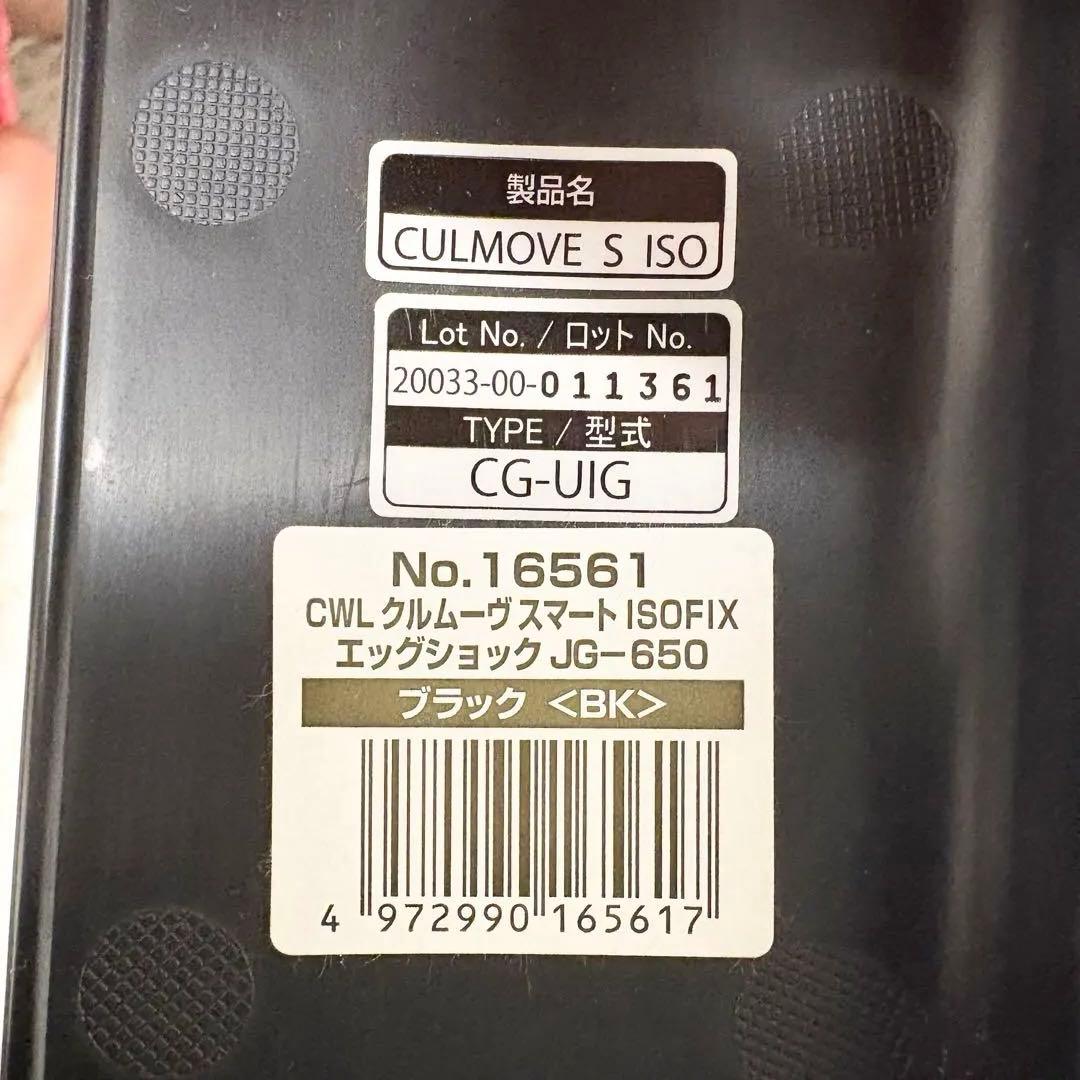 製品名
CULMOVE S ISO
Lot No. / ロット No.
20033-00-011361
TYPE / 型式
CG-UIG
No.16561
CWL クルムーヴ スマート ISOFIX
エッグショック JG-650
ブラック <BK>
4 972990 165617